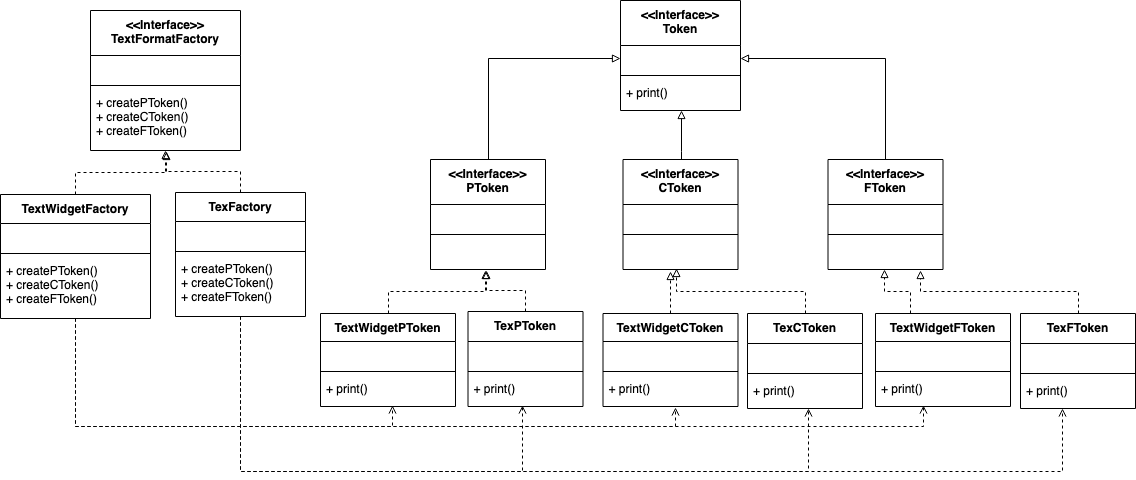 <<Interface>>
TextFormatFactory
+ createPToken()
+ createCToken()
+ createFToken()
<<Interface>>
Token
+ print()
<<Interface>>
PToken
<<Interface>>
CToken
<<Interface>>
FToken
TextWidgetFactory
+ createPToken()
+ createCToken()
+ createFToken()
TexFactory
+ createPToken()
+ createCToken()
+ createFToken()
TextWidgetPToken
+ print()
TexPToken
+ print()
TextWidgetCToken
+ print()
TexCToken
+ print()
TextWidgetFToken
+ print()
TexFToken
+ print()